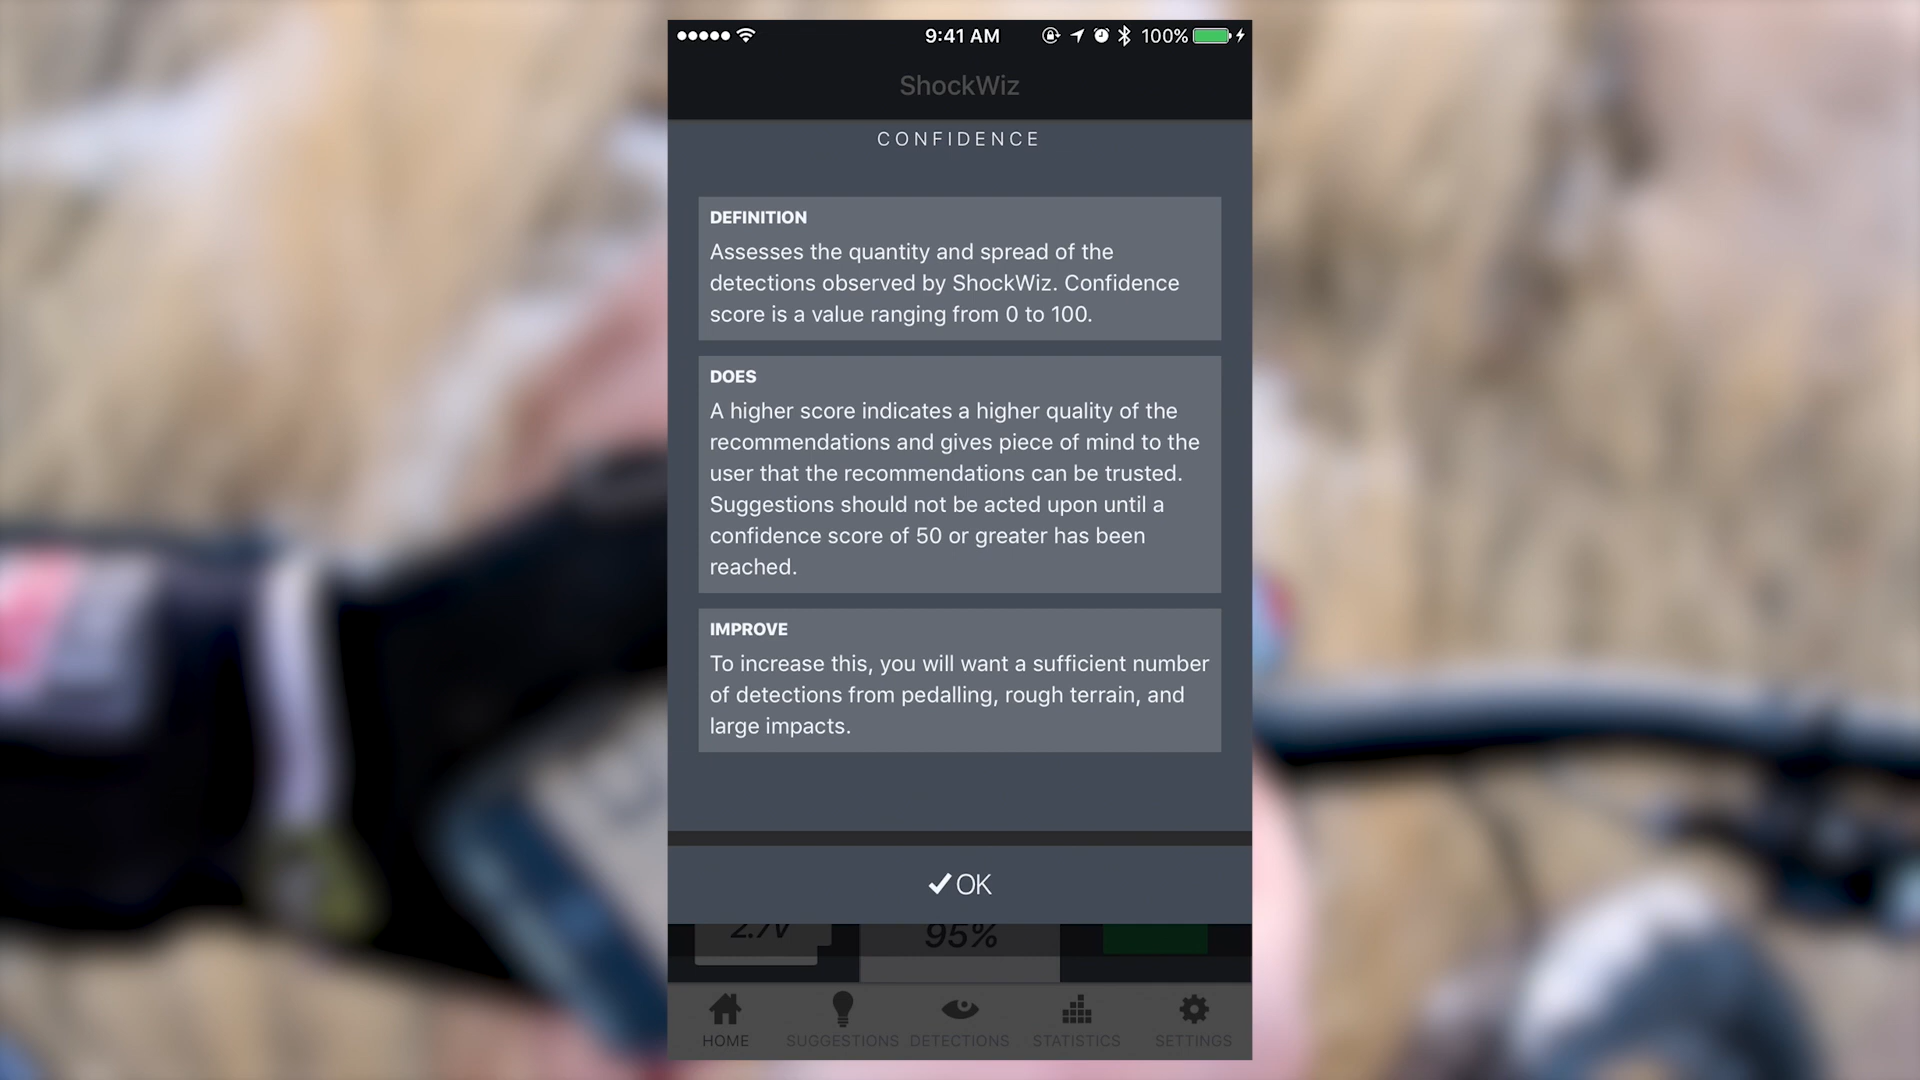 9:41 AM 100%
ShockWiz
CONFIDENCE
DEFINITION
Assesses the quantity and spread of the
detections observed by ShockWiz. Confidence
score is a value ranging from 0 to 100.
DOES
A higher score indicates a higher quality of the
recommendations and gives piece of mind to the
user that the recommendations can be trusted.
Suggestions should not be acted upon until a
confidence score of 50 or greater has been
reached.
IMPROVE
To increase this, you will want a sufficient number
of detections from pedalling, rough terrain, and
large impacts.
OK
2.7V 95%
HOME SUGGESTIONS DETECTIONS STATISTICS SETTINGS